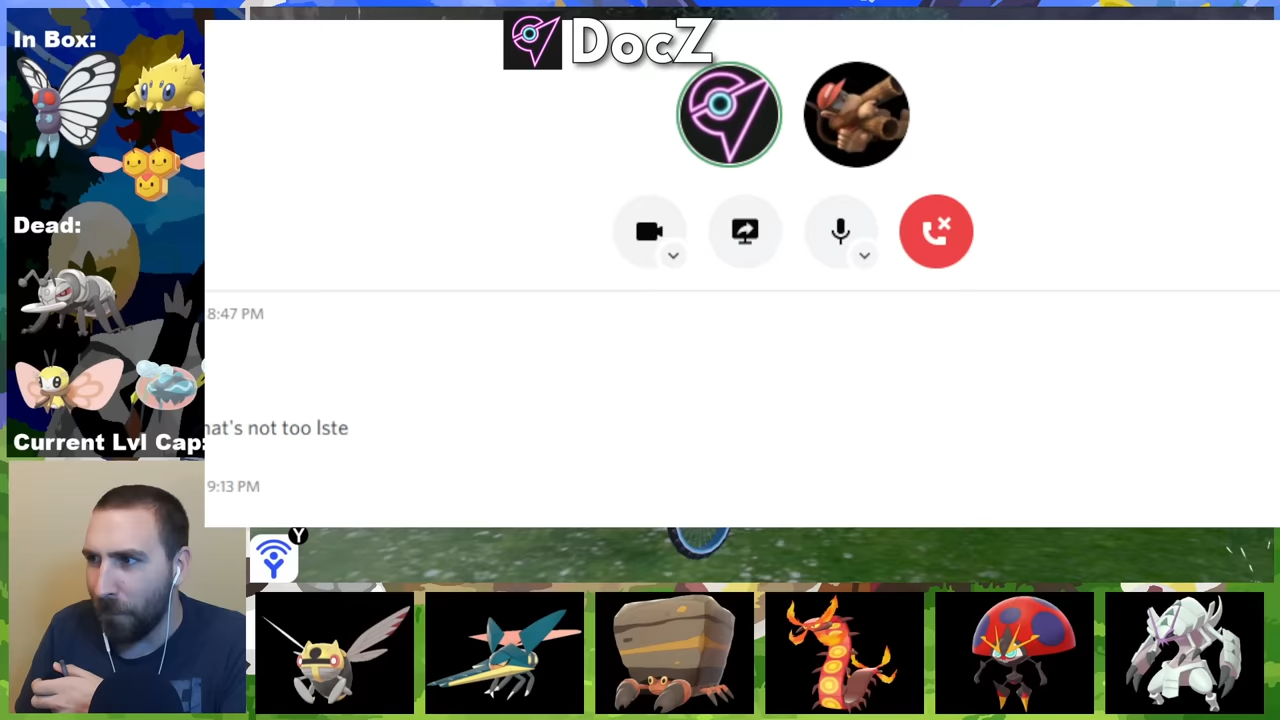 In Box:
DocZ
Dead:
8:47 PM
hat's not too lste
Current Lvl Cap:
9:13 PM
Y